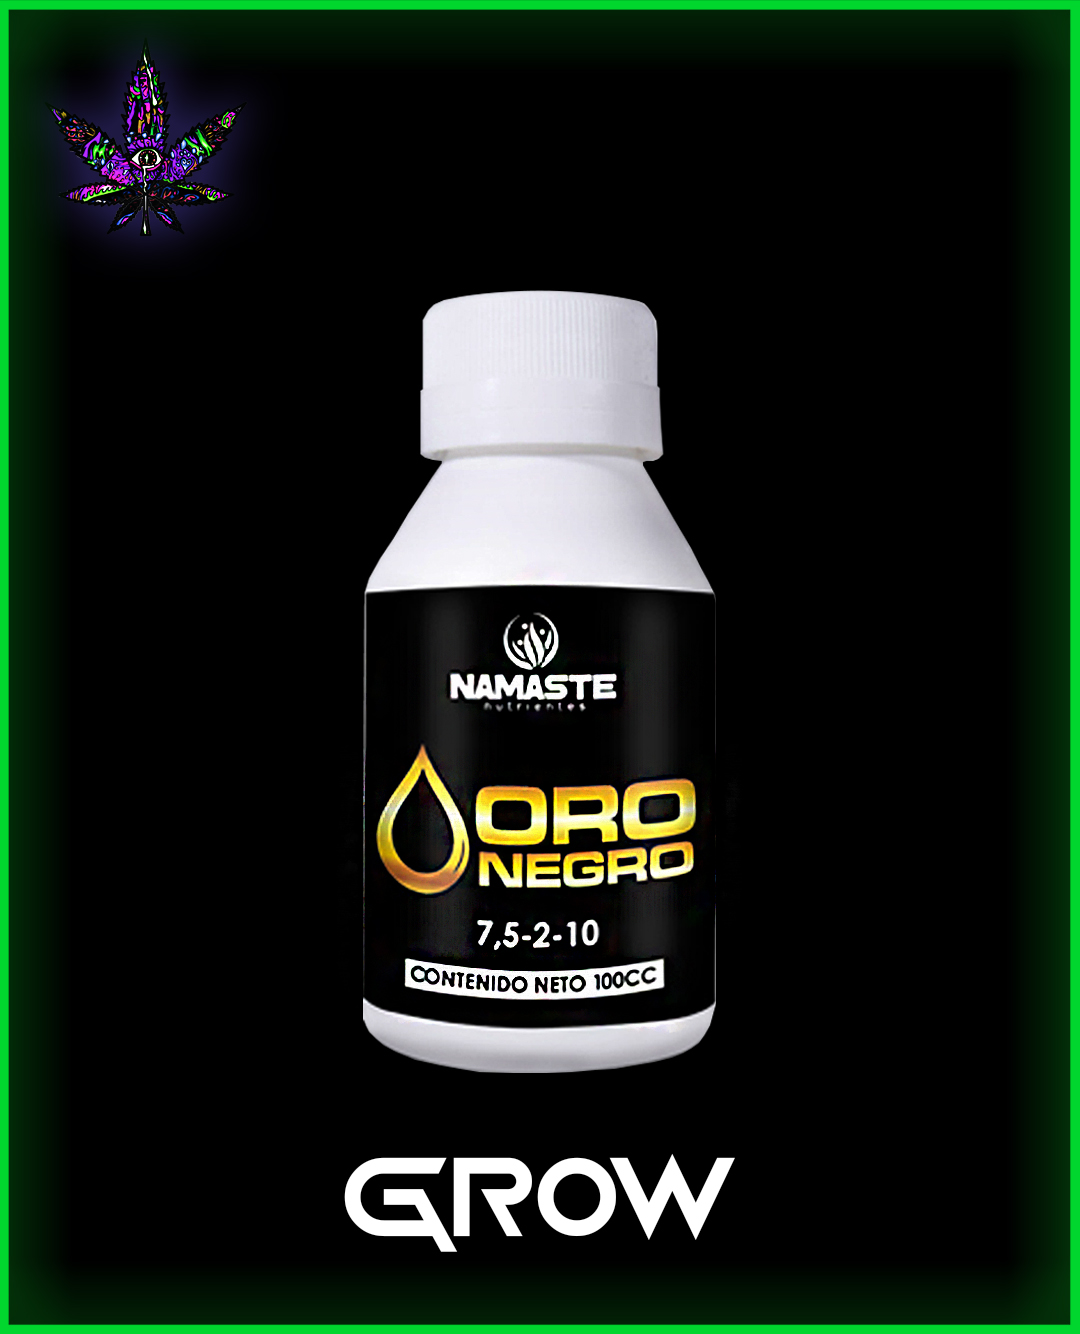 NAMASTE
nutrientes
ORO
NEGRO
7,5-2-10
CONTENIDO NETO 100CC
GROW